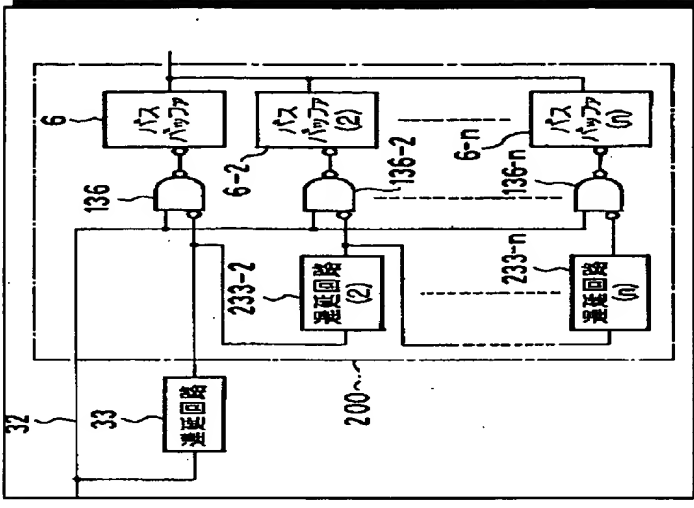 32
33
遅延回路
136
6
バス
バッファ
233-2
遅延回路
(2)
136-2
6-2
バス
バッファ
(2)
233-n
遅延回路
(n)
136-n
6-n
バス
バッファ
(n)
200